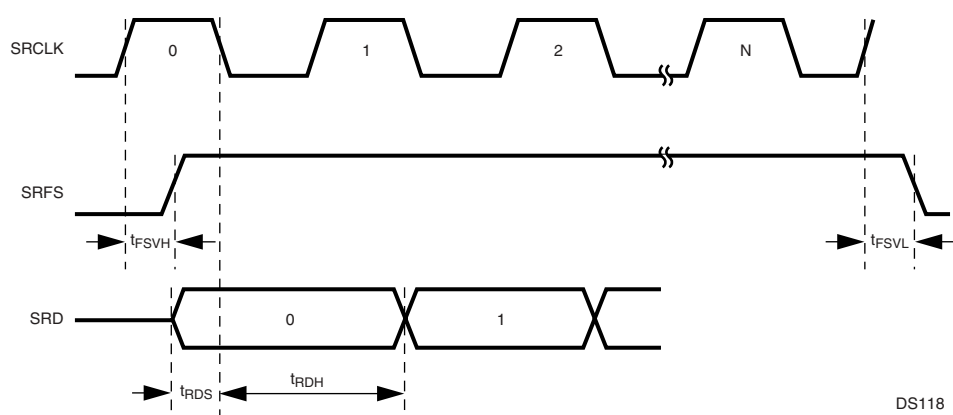 SRCLK 0 1 2 N
SRFS
tFSVH tFSVL
SRD 0 1
tRDS tRDH
DS118